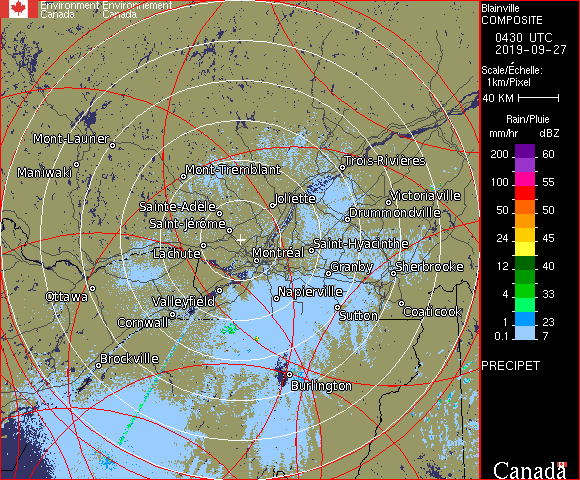 Environment Environnement
Canada Canada
Blainville
COMPOSITE
0430 UTC
2019-09-27
Scale/Échelle:
1km/Pixel
40 KM
Rain/Pluie
mm/hr dBZ
200 60
100 55
50 50
24 45
12 40
4 33
1 23
0.1 7
PRECIPET
Mont-Laurier
Maniwaki
Mont-Tremblant
Trois-Rivières
Sainte-Adèle
Joliette
Victoriaville
Drummondville
Saint-Jérôme
Lachute
Montréal
Saint-Hyacinthe
Granby
Sherbrooke
Ottawa
Valleyfield
Napierville
Cornwall
Sutton
Coaticook
Brockville
Burlington
Canada